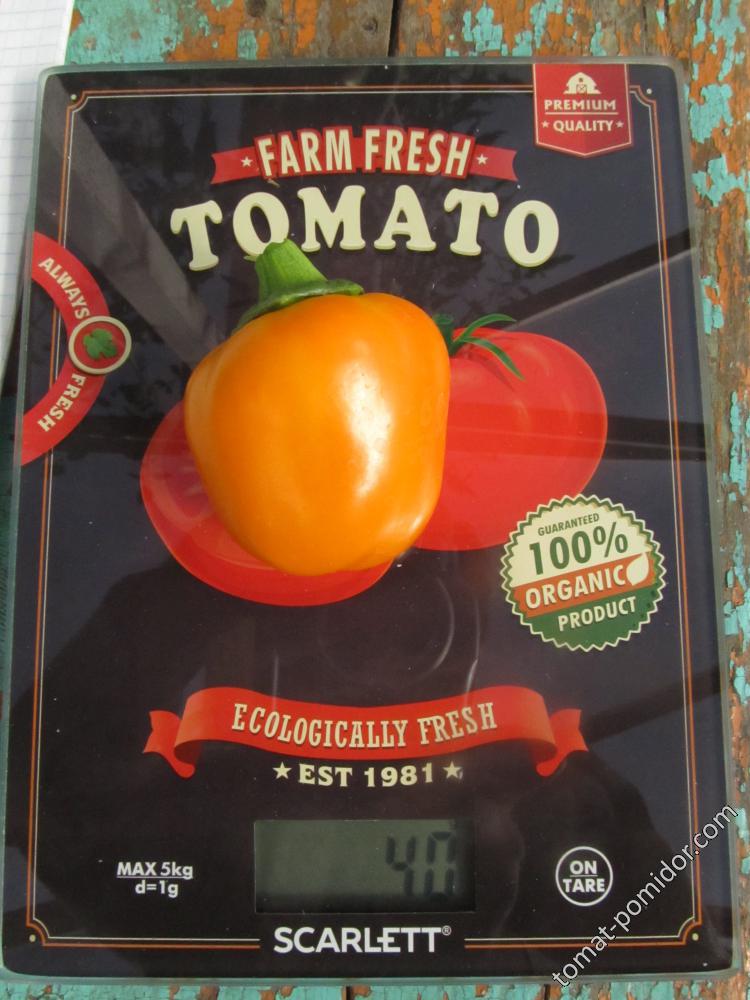 PREMIUM
QUALITY
FARM FRESH
TOMATO
ALWAYS FRESH
GUARANTEED
100%
ORGANIC
PRODUCT
ECOLOGICALLY FRESH
EST 1981
MAX 5kg
d=1g
40
ON
TARE
SCARLETT®
tomat-pomidor.com